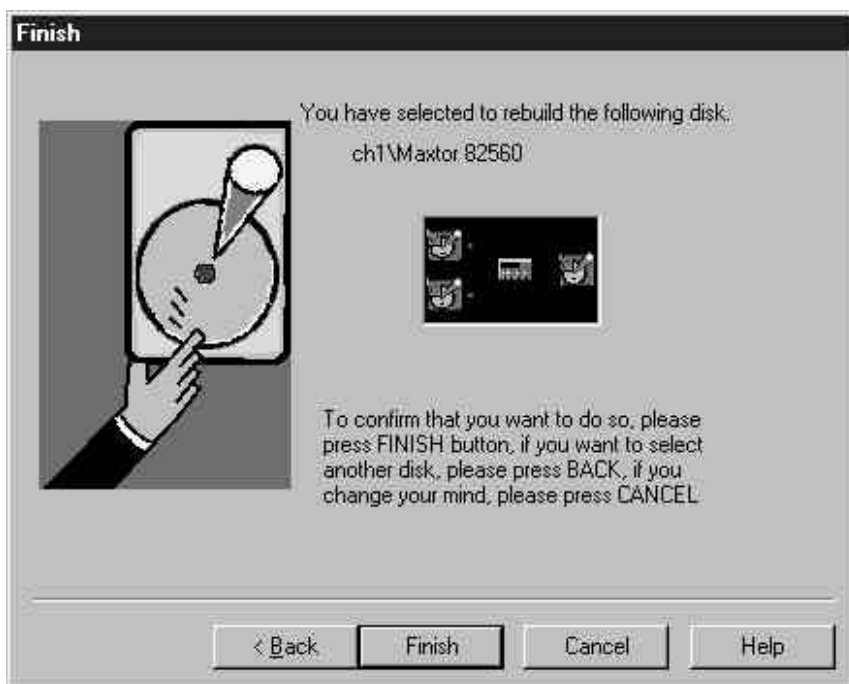 Finish
You have selected to rebuild the following disk.
ch1\Maxtor 82560
To confirm that you want to do so, please
press FINISH button, if you want to select
another disk, please press BACK, if you
change your mind, please press CANCEL
< Back
Finish
Cancel
Help